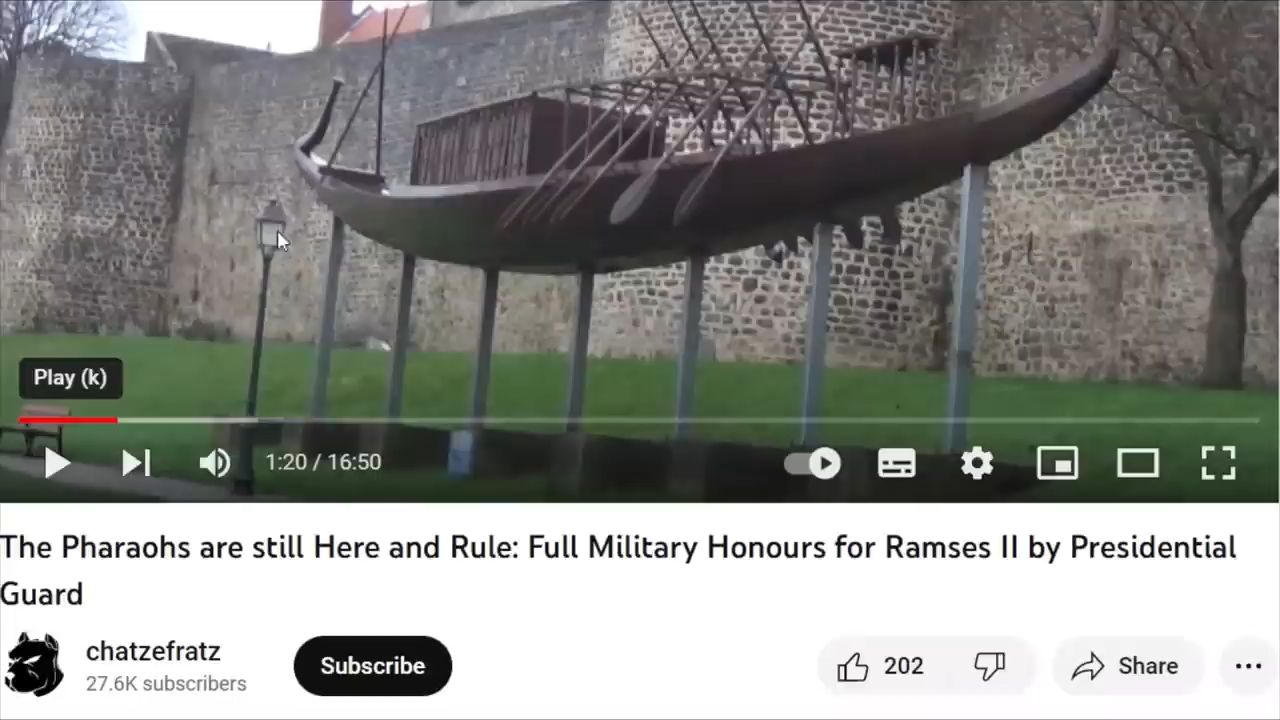 Play (k)
1:20 / 16:50
The Pharaohs are still Here and Rule: Full Military Honours for Ramses II by Presidential
Guard
chatzefratz
27.6K subscribers
Subscribe
202
Share